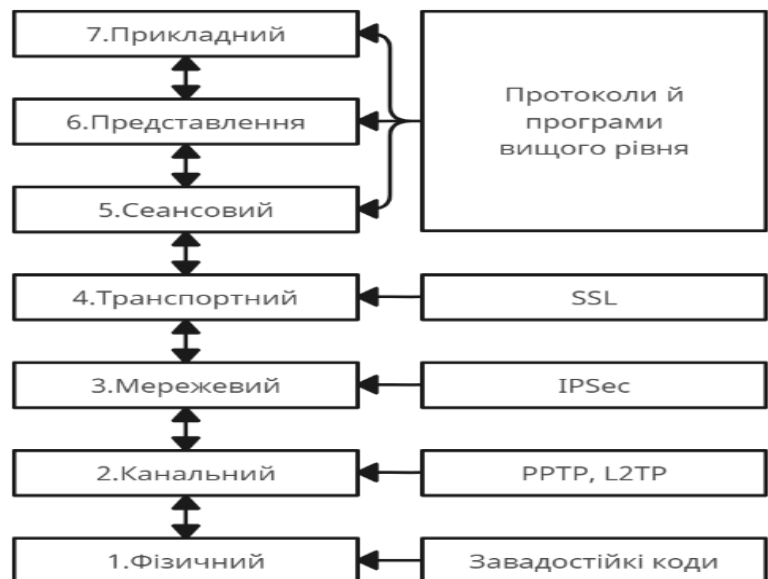 7.Прикладний
6.Представлення
5.Сеансовий
4.Транспортний
3.Мережевий
2.Канальний
1.Фізичний
Протоколи й
програми
вищого рівня
SSL
IPSec
PPTP, L2TP
Завадостійкі коди